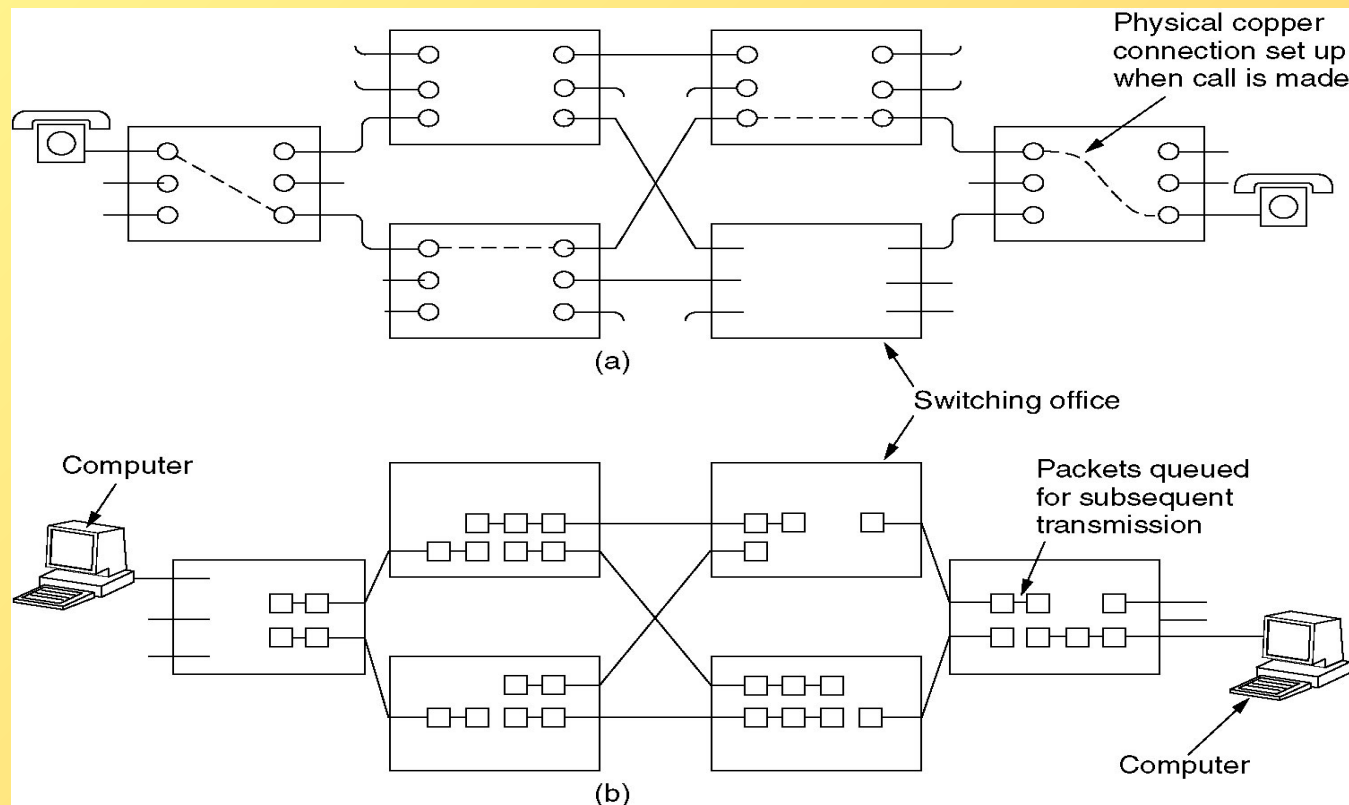 Physical copper
connection set up
when call is made
(a)
Switching office
Computer
Packets queued
for subsequent
transmission
Computer
(b)